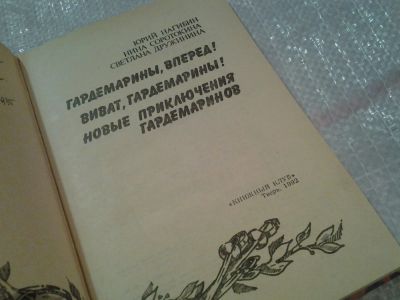 ЮРИЙ НАГИБИН
НИНА СОРОТОКИНА
СВЕТЛАНА ДРУЖИНИНА
ГАРДЕМАРИНЫ, ВПЕРЕД!
ВИВАТ, ГАРДЕМАРИНЫ!
НОВЫЕ ПРИКЛЮЧЕНИЯ
ГАРДЕМАРИНОВ
«КНИЖНЫЙ КЛУБ»
Тверь, 1992